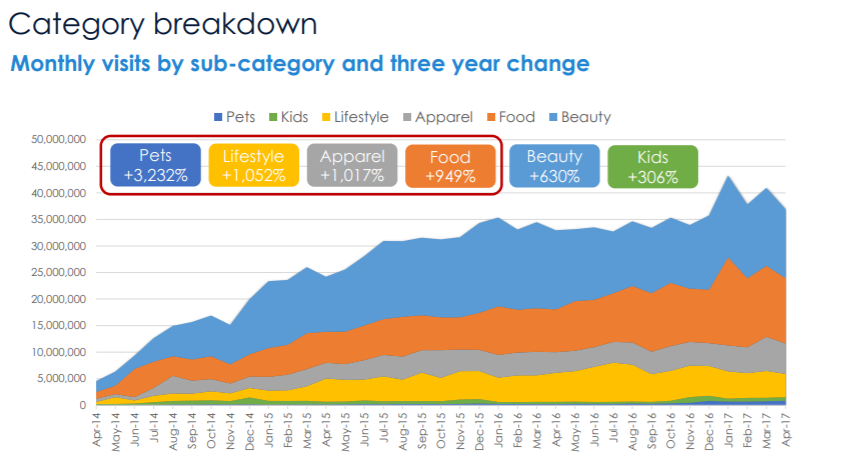 Category breakdown
Monthly visits by sub-category and three year change
Pets Kids Lifestyle Apparel Food Beauty
50,000,000
45,000,000
40,000,000
35,000,000
30,000,000
25,000,000
20,000,000
15,000,000
10,000,000
5,000,000
0
Pets
+3,232%
Lifestyle
+1,052%
Apparel
+1,017%
Food
+949%
Beauty
+630%
Kids
+306%
Apr-14
May-14
Jun-14
Jul-14
Aug-14
Sep-14
Oct-14
Nov-14
Dec-14
Jan-15
Feb-15
Mar-15
Apr-15
May-15
Jun-15
Jul-15
Aug-15
Sep-15
Oct-15
Nov-15
Dec-15
Jan-16
Feb-16
Mar-16
Apr-16
May-16
Jun-16
Jul-16
Aug-16
Sep-16
Oct-16
Nov-16
Dec-16
Jan-17
Feb-17
Mar-17
Apr-17